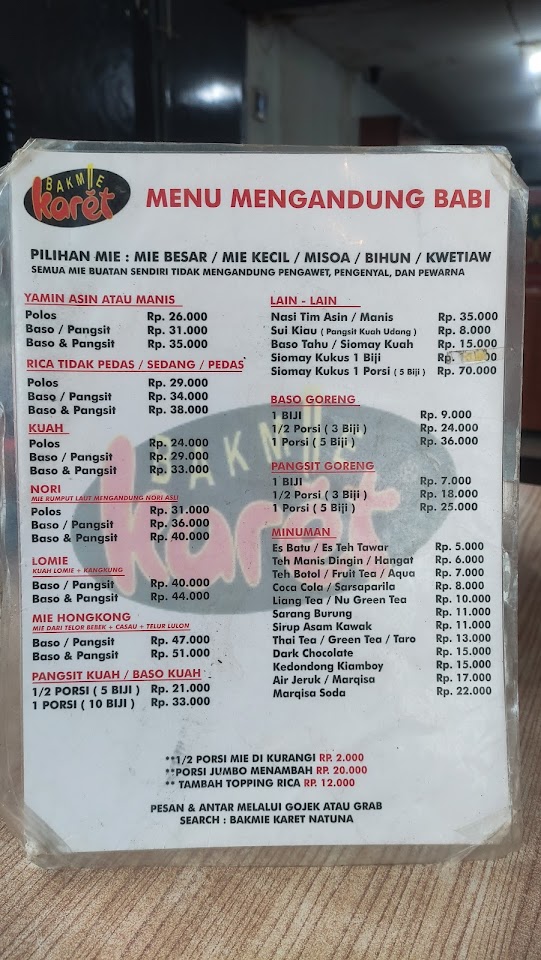 BAKMIE
karet
MENU MENGANDUNG BABI
PILIHAN MIE : MIE BESAR / MIE KECIL / MISOA / BIHUN / KWETIAW
SEMUA MIE BUATAN SENDIRI TIDAK MENGANDUNG PENGAWET, PENGENYAL, DAN PEWARNA
YAMIN ASIN ATAU MANIS
Polos Rp. 26.000
Baso / Pangsit Rp. 31.000
Baso & Pangsit Rp. 35.000
RICA TIDAK PEDAS / SEDANG / PEDAS
Polos Rp. 29.000
Baso / Pangsit Rp. 34.000
Baso & Pangsit Rp. 38.000
KUAH
Polos Rp. 24.000
Baso / Pangsit Rp. 29.000
Baso & Pangsit Rp. 33.000
NORI
MIE RUMPUT LAUT MENGANDUNG NORI ASLI
Polos Rp. 31.000
Baso / Pangsit Rp. 36.000
Baso & Pangsit Rp. 40.000
LOMIE
KUAH LOMIE + KANGKUNG
Baso / Pangsit Rp. 40.000
Baso & Pangsit Rp. 44.000
MIE HONGKONG
MIE DARI TELOR BEBEK + CAISAU + TELUR LULON
Baso / Pangsit Rp. 47.000
Baso & Pangsit Rp. 51.000
PANGSIT KUAH / BASO KUAH
1/2 PORSI ( 5 BIJI ) Rp. 21.000
1 PORSI ( 10 BIJI ) Rp. 33.000
LAIN - LAIN
Nasi Tim Asin / Manis Rp. 35.000
Sui Kiau ( Pangsit Kuah Udang ) Rp. 8.000
Baso Tahu / Siomay Kuah Rp. 15.000
Siomay Kukus 1 Biji Rp.
Siomay Kukus 1 Porsi ( 5 Biji ) Rp. 70.000
BASO GORENG
1 BIJI Rp. 9.000
1/2 Porsi ( 3 Biji ) Rp. 24.000
1 Porsi ( 5 Biji ) Rp. 36.000
PANGSIT GORENG
1 BIJI Rp. 7.000
1/2 Porsi ( 3 Biji ) Rp. 18.000
1 Porsi ( 5 Biji ) Rp. 25.000
MINUMAN
Es Batu / Es Teh Tawar Rp. 5.000
Teh Manis Dingin / Hangat Rp. 6.000
Teh Botol / Fruit Tea / Aqua Rp. 7.000
Coca Cola / Sarsaparila Rp. 8.000
Liang Tea / Nu Green Tea Rp. 10.000
Sarang Burung Rp. 11.000
Sirup Asam Kawak Rp. 11.000
Thai Tea / Green Tea / Taro Rp. 13.000
Dark Chocolate Rp. 15.000
Kedondong Kiamboy Rp. 15.000
Air Jeruk / Marqisa Rp. 17.000
Marqisa Soda Rp. 22.000
**1/2 PORSI MIE DI KURANGI RP. 2.000
**PORSI JUMBO MENAMBAH RP. 20.000
** TAMBAH TOPPING RICA RP. 12.000
PESAN & ANTAR MELALUI GOJEK ATAU GRAB
SEARCH : BAKMIE KARET NATUNA
BAKMIE
karet